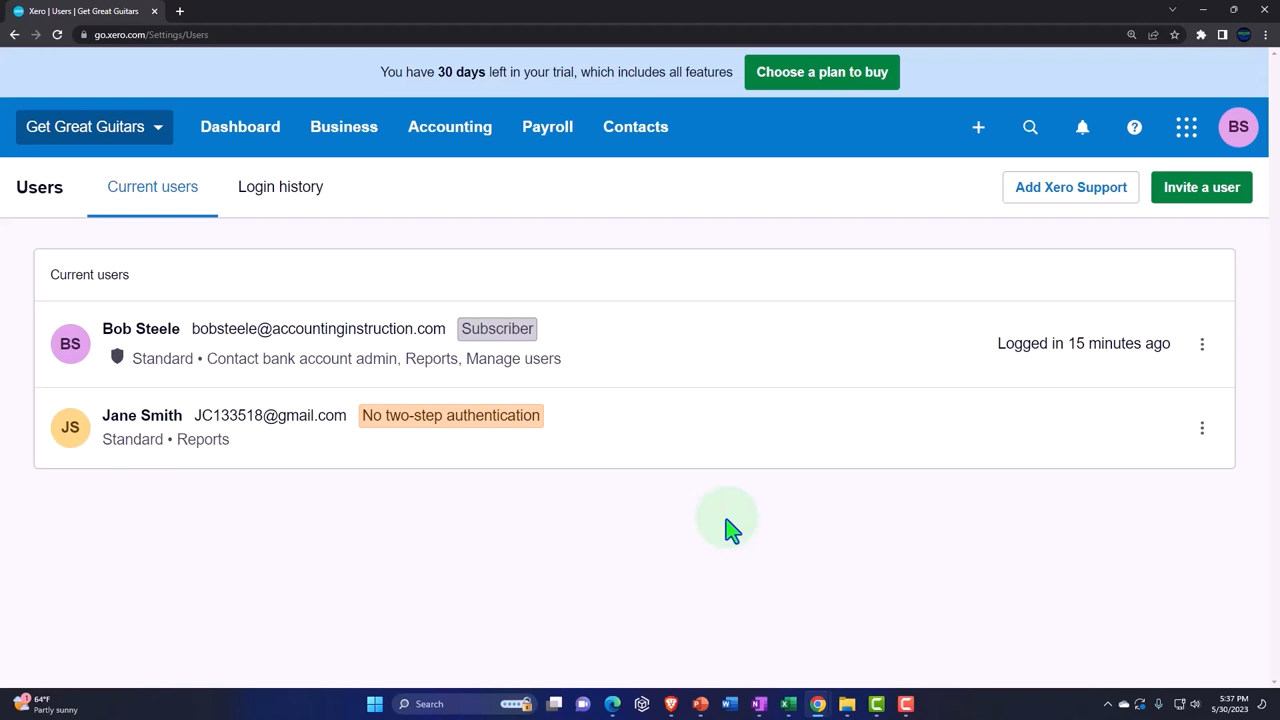 Xero | Users | Get Great Guitars
go.xero.com/Settings/Users
You have 30 days left in your trial, which includes all features
Choose a plan to buy
Get Great Guitars
Dashboard
Business
Accounting
Payroll
Contacts
BS
Users
Current users
Login history
Add Xero Support
Invite a user
Current users
BS
Bob Steele bobsteele@accountinginstruction.com Subscriber
Standard • Contact bank account admin, Reports, Manage users
Logged in 15 minutes ago
JS
Jane Smith JC133518@gmail.com No two-step authentication
Standard • Reports
1
64°F
Partly sunny
Search
5:37 PM
5/30/2023